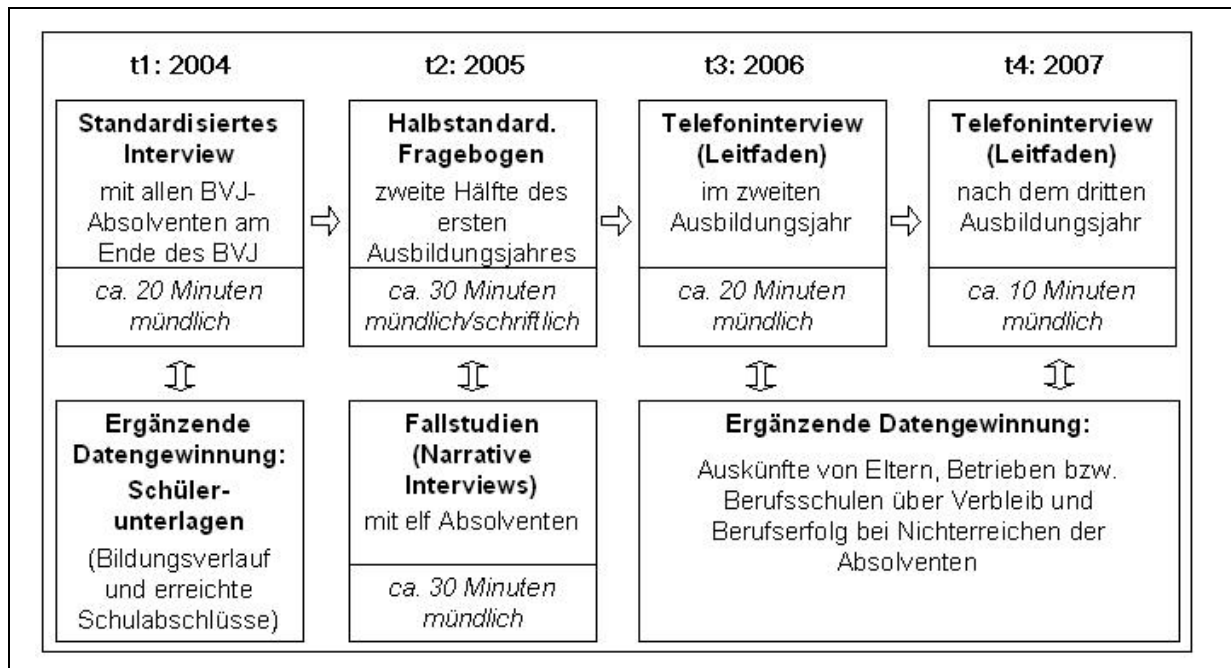 t1: 2004
Standardisiertes
Interview
mit allen BVJ-
Absolventen am
Ende des BVJ
ca. 20 Minuten
mündlich
t2: 2005
Halbstandard.
Fragebogen
zweite Hälfte des
ersten
Ausbildungsjahres
ca. 30 Minuten
mündlich/schriftlich
t3: 2006
Telefoninterview
(Leitfaden)
im zweiten
Ausbildungsjahr
ca. 20 Minuten
mündlich
t4: 2007
Telefoninterview
(Leitfaden)
nach dem dritten
Ausbildungsjahr
ca. 10 Minuten
mündlich
Ergänzende
Datengewinnung:
Schüler-
unterlagen
(Bildungsverlauf
und erreichte
Schulabschlüsse)
Fallstudien
(Narrative
Interviews)
mit elf Absolventen
ca. 30 Minuten
mündlich
Ergänzende Datengewinnung:
Auskünfte von Eltern, Betrieben bzw.
Berufsschulen über Verbleib und
Berufserfolg bei Nichterreichen der
Absolventen